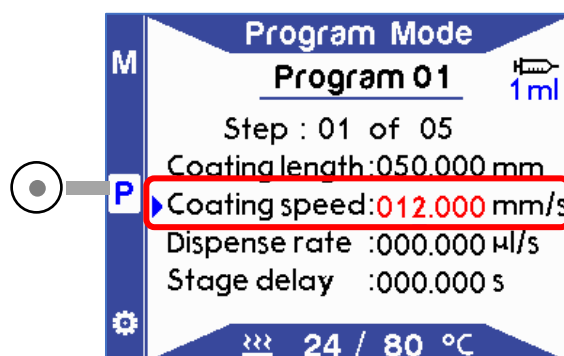 Program Mode
M
Program 01
1 ml
Step : 01 of 05
Coating length:050.000 mm
P
Coating speed:012.000 mm/s
Dispense rate :000.000 µl/s
Stage delay :000.000 s
24 / 80 °C